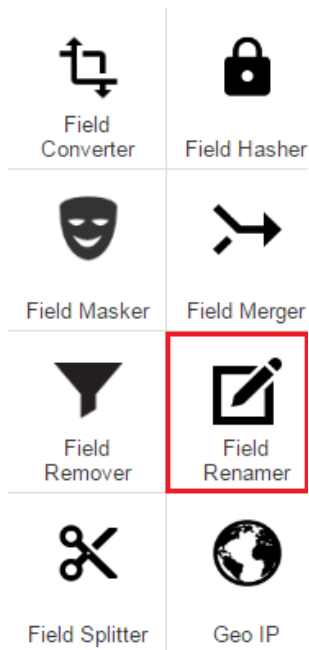 Field
Converter
Field Hasher
Field Masker
Field Merger
Field
Remover
Field
Renamer
Field Splitter
Geo IP